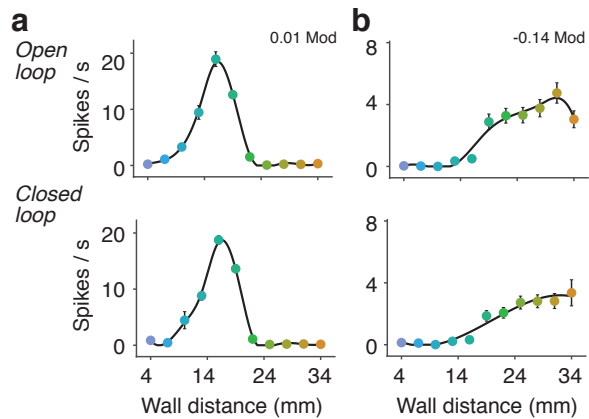 a
b
Open
loop
0.01 Mod
-0.14 Mod
Spikes / s
20
10
0
8
4
0
Closed
loop
Spikes / s
20
10
0
8
4
0
4 14 24 34
4 14 24 34
Wall distance (mm)
Wall distance (mm)